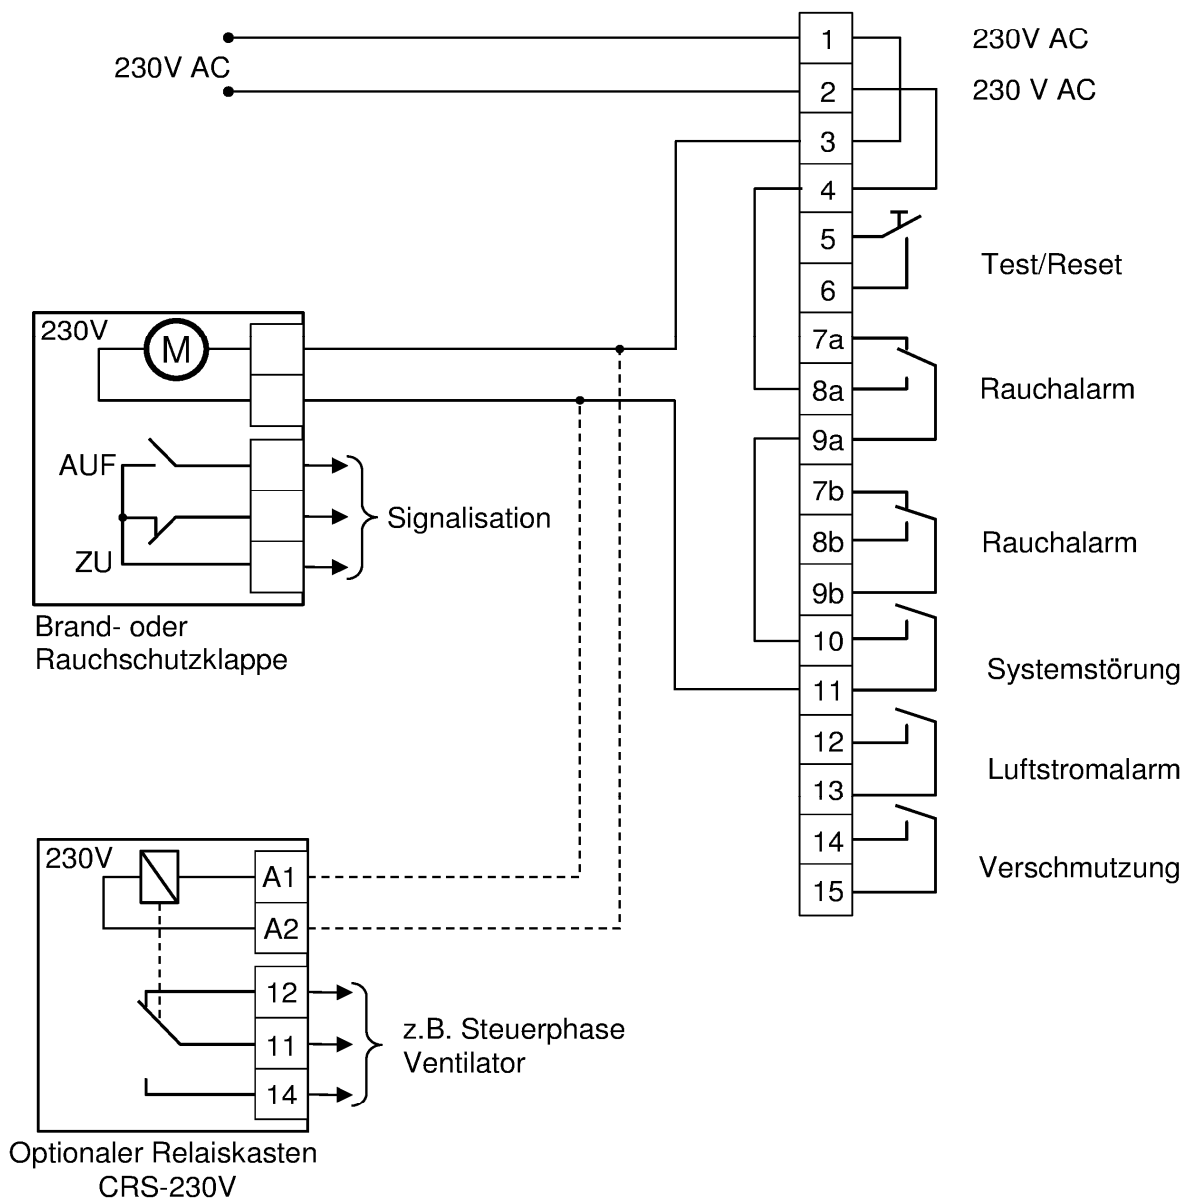 230V AC
1
230V AC
2
230 V AC
3
4
5
Test/Reset
6
7a
8a
Rauchalarm
9a
7b
8b
Rauchalarm
9b
10
Systemstörung
11
12
Luftstromalarm
13
14
Verschmutzung
15
230V
M
AUF
ZU
Signalisation
Brand- oder
Rauchschutzklappe
230V
A1
A2
12
11
14
z.B. Steuerphase
Ventilator
Optionaler Relaiskasten
CRS-230V